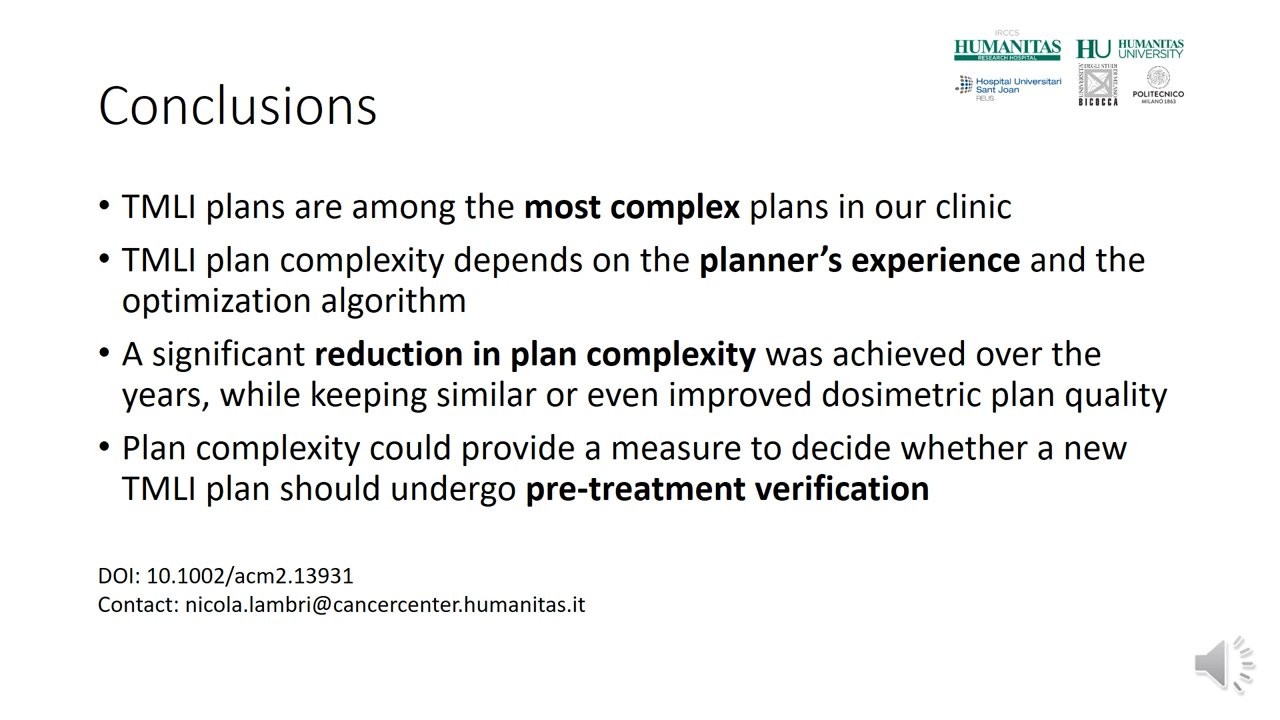 IRCCS
HUMANITAS
RESEARCH HOSPITAL
HU HUMANITAS
UNIVERSITY
Hospital Universitari
Sant Joan
REUS
DEGLI STUDI
BICOCCA
POLITECNICO
MILANO 1863
Conclusions
• TMLI plans are among the most complex plans in our clinic
• TMLI plan complexity depends on the planner’s experience and the
optimization algorithm
• A significant reduction in plan complexity was achieved over the
years, while keeping similar or even improved dosimetric plan quality
• Plan complexity could provide a measure to decide whether a new
TMLI plan should undergo pre-treatment verification
DOI: 10.1002/acm2.13931
Contact: nicola.lambri@cancercenter.humanitas.it